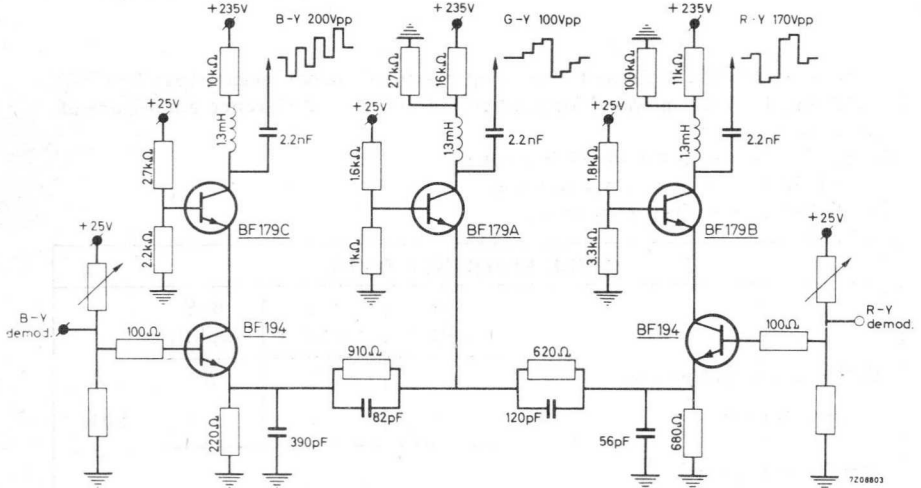 +235V B-Y 200Vpp +235V G-Y 100Vpp +235V R-Y 170Vpp
10kΩ 27kΩ 16kΩ 100kΩ 11kΩ
+25V +25V +25V
1.3mH 2.2nF 1.3mH 2.2nF 1.3mH 2.2nF
2.7kΩ 1.6kΩ 1.8kΩ
BF179C BF179A BF179B
2.2kΩ 1kΩ 3.3kΩ
+25V +25V
B-Y demod. R-Y demod.
100Ω BF194 BF194 100Ω
910Ω 620Ω
82pF 120pF
220Ω 390pF 56pF 680Ω
7Z08803